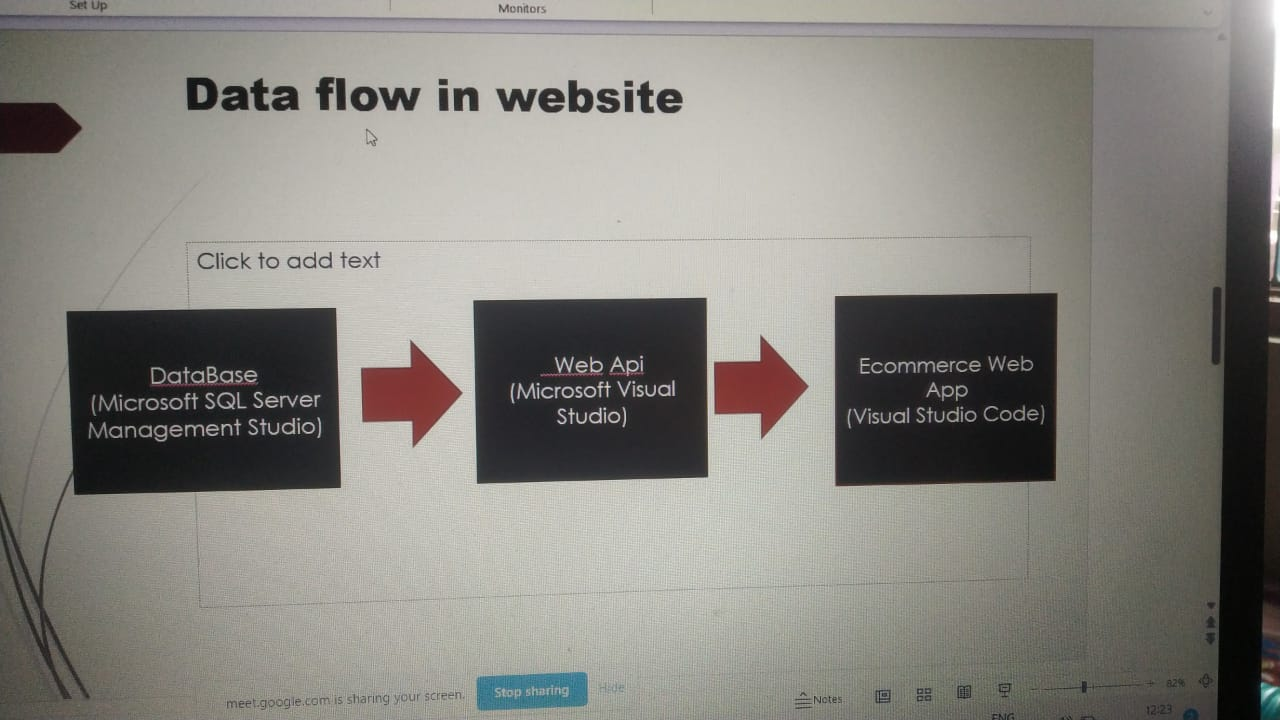 Set Up
Monitors
Data flow in website
Click to add text
DataBase
(Microsoft SQL Server
Management Studio)
Web Api
(Microsoft Visual
Studio)
Ecommerce Web
App
(Visual Studio Code)
meet.google.com is sharing your screen.
Stop sharing
Hide
Notes
82%
ENG
12:23